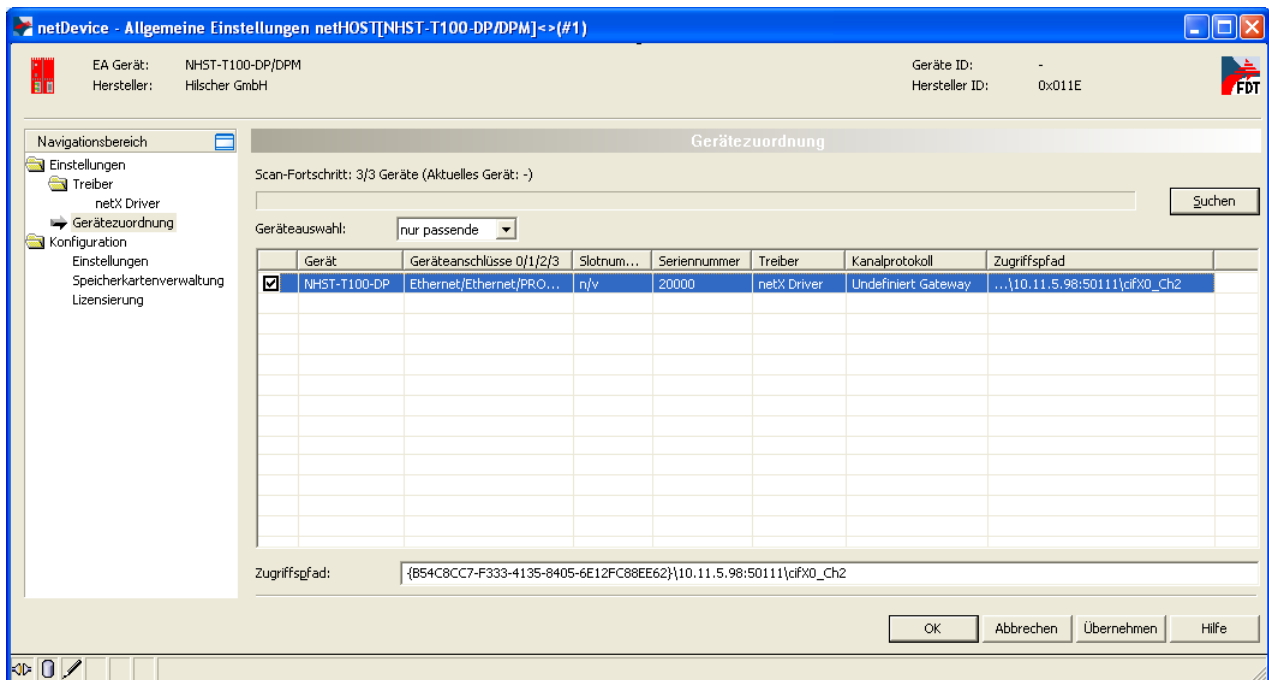 netDevice - Allgemeine Einstellungen netHOST[NHST-T100-DP/DPM]<>(#1)
EA Gerät: NHST-T100-DP/DPM Geräte ID: -
Hersteller: Hilscher GmbH Hersteller ID: 0x011E
FDT
Navigationsbereich
Gerätezuordnung
Einstellungen
Treiber
netX Driver
Gerätezuordnung
Konfiguration
Einstellungen
Speicherkartenverwaltung
Lizensierung
Scan-Fortschritt: 3/3 Geräte (Aktuelles Gerät: -)
Suchen
Geräteauswahl: nur passende
Gerät Geräteanschlüsse 0/1/2/3 Slotnum... Seriennummer Treiber Kanalprotokoll Zugriffspfad
NHST-T100-DP Ethernet/Ethernet/PRO... n/v 20000 netX Driver Undefiniert Gateway ...\10.11.5.98:50111\cifX0_Ch2
Zugriffspfad: {B54C8CC7-F333-4135-8405-6E12FC88EE62}\10.11.5.98:50111\cifX0_Ch2
OK Abbrechen Übernehmen Hilfe